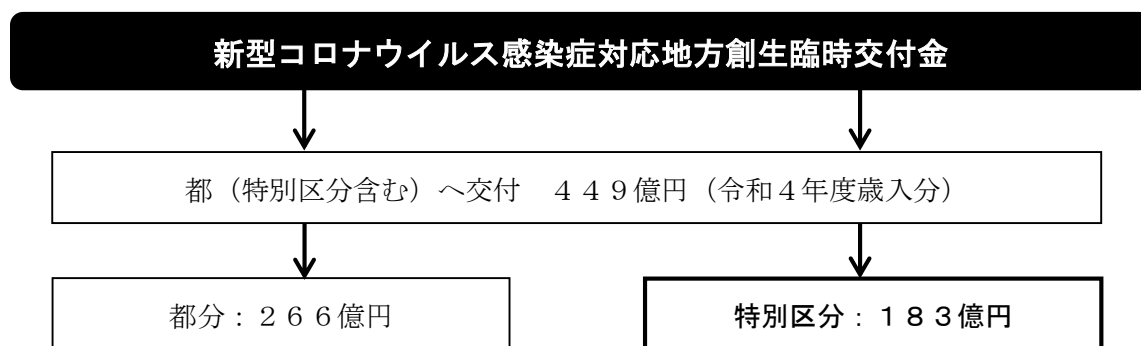 新型コロナウイルス感染症対応地方創生臨時交付金
都（特別区分含む）へ交付　４４９億円（令和４年度歳入分）
都分：２６６億円
特別区分：１８３億円